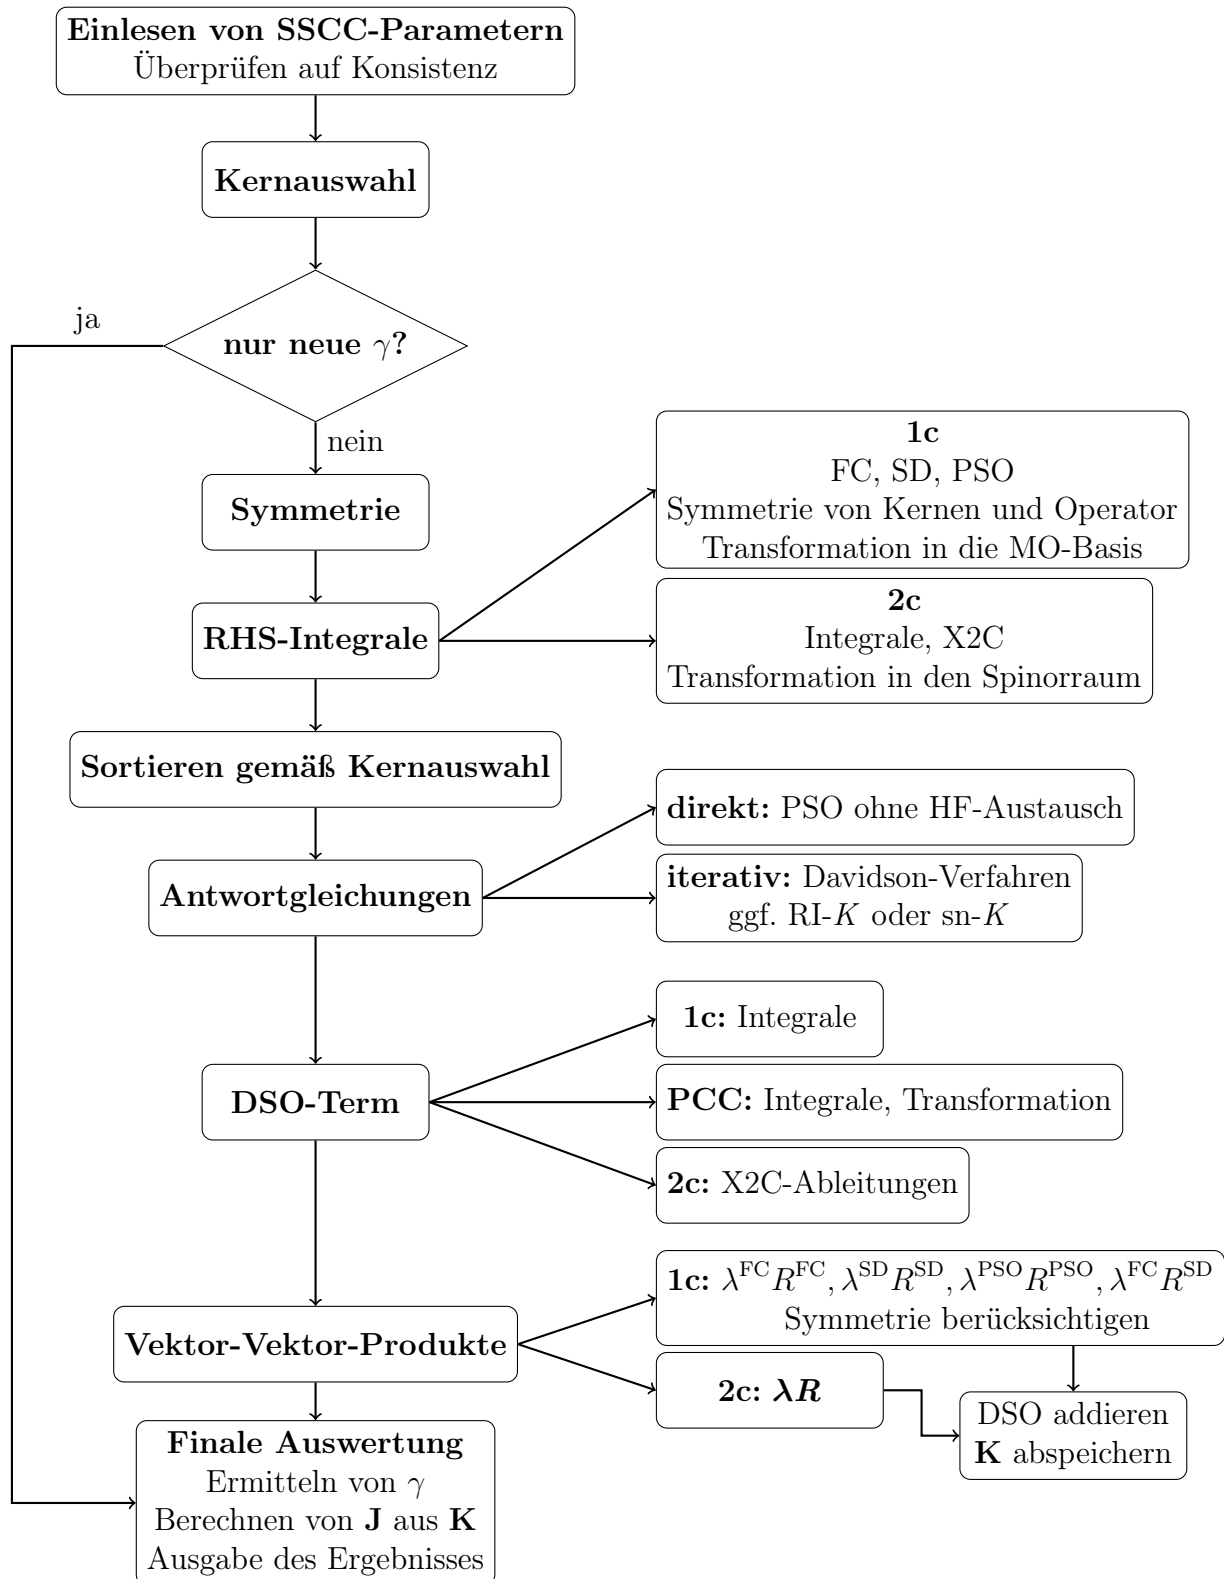 Einlesen von SSCC-Parametern
Überprüfen auf Konsistenz
Kernauswahl
ja
nur neue γ?
nein
Symmetrie
1c
FC, SD, PSO
Symmetrie von Kernen und Operator
Transformation in die MO-Basis
RHS-Integrale
2c
Integrale, X2C
Transformation in den Spinorraum
Sortieren gemäß Kernauswahl
direkt: PSO ohne HF-Austausch
Antwortgleichungen
iterativ: Davidson-Verfahren
ggf. RI-K oder sn-K
1c: Integrale
DSO-Term
PCC: Integrale, Transformation
2c: X2C-Ableitungen
1c: λ^FC R^FC, λ^SD R^SD, λ^PSO R^PSO, λ^FC R^SD
Symmetrie berücksichtigen
Vektor-Vektor-Produkte
2c: λR
DSO addieren
K abspeichern
Finale Auswertung
Ermitteln von γ
Berechnen von J aus K
Ausgabe des Ergebnisses